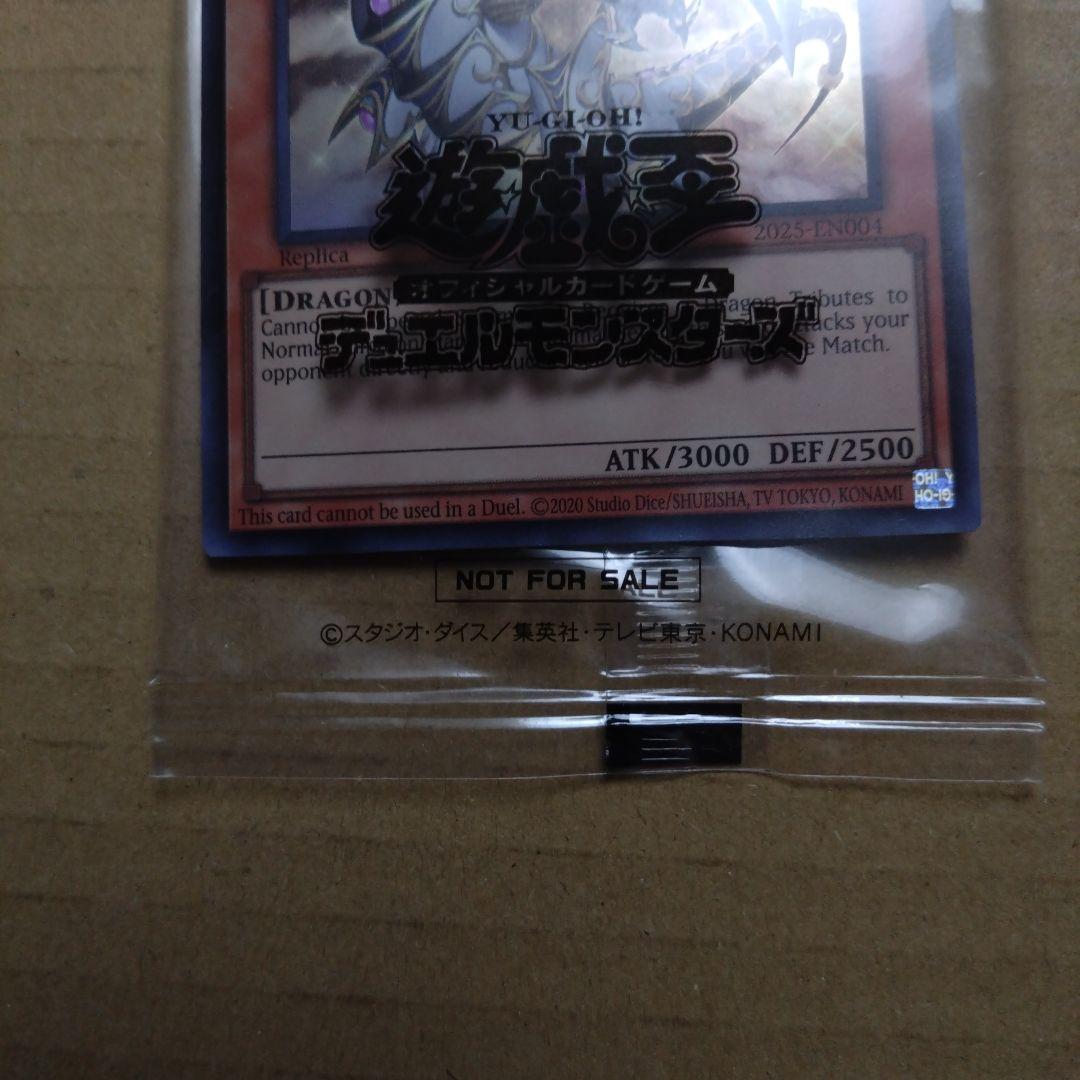 YU-GI-OH!
遊戯王
オフィシャルカードゲーム
デュエルモンスターズ
2025-EN004
Replica
[DRAGON
Dragon Tributes to
your
Norma Match.
opponent directly
ATK/3000 DEF/2500
This card cannot be used in a Duel. ©2020 Studio Dice/SHUEISHA, TV TOKYO, KONAMI
NOT FOR SALE
©スタジオ・ダイス/集英社・テレビ東京・KONAMI